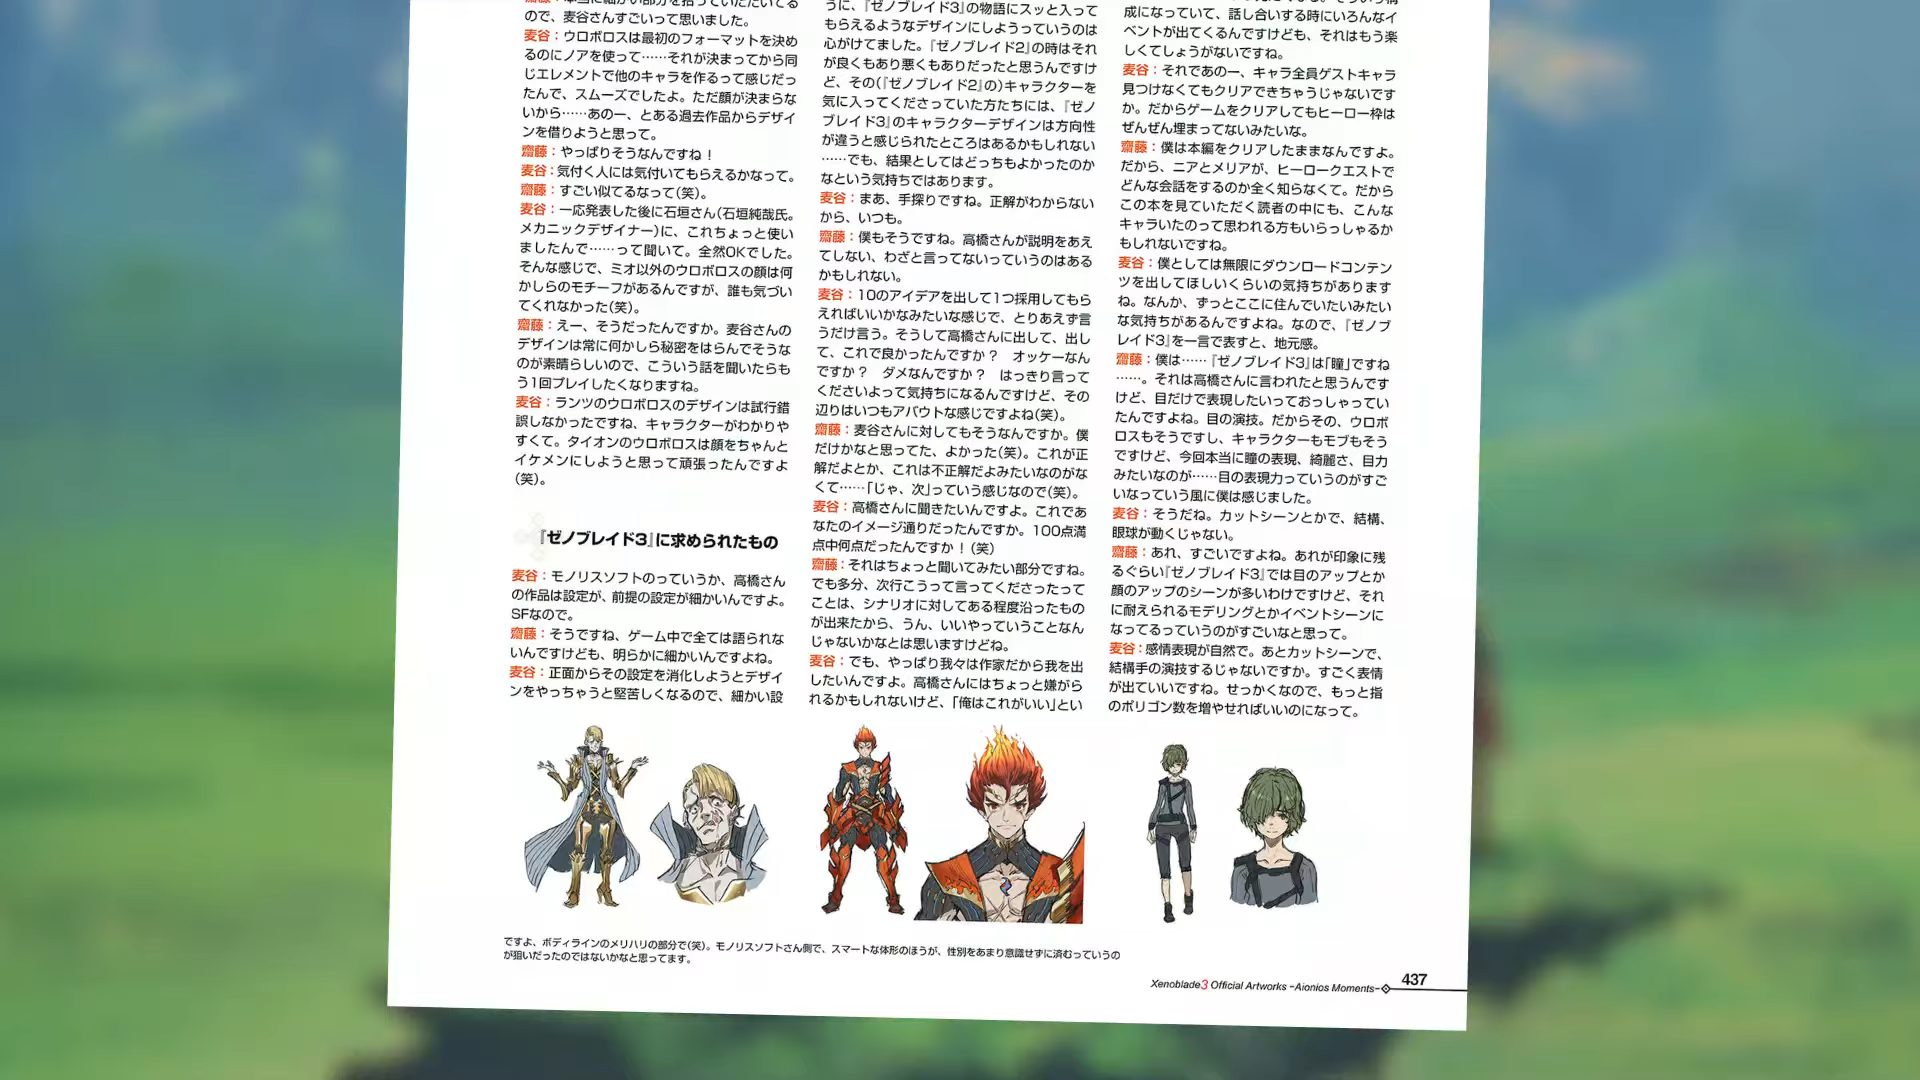 ので、麦谷さんすごいって思いました。
麦谷：ウロボロスは最初のフォーマットを決め
るのにノアを使って……それが決まってから同
じエレメントで他のキャラを作るって感じだっ
たんで、スムーズでしたよ。ただ顔が決まらな
いから……あの一、とある過去作品からデザイ
ンを借りようと思って。
齋藤：やっぱりそうなんですね！
麦谷：気付く人には気付いてもらえるかなって。
齋藤：すごい似てるなって(笑)。
麦谷：一応発表した後に石垣さん(石垣純哉氏。
メカニックデザイナー)に、これちょっと使い
ましたんで……って聞いて。全然OKでした。
そんな感じで、ミオ以外のウロボロスの顔は何
かしらのモチーフがあるんですが、誰も気づい
てくれなかった(笑)。
齋藤：えー、そうだったんですか。麦谷さんの
デザインは常に何かしら秘密をはらんでそうな
のが素晴らしいので、こういう話を聞いたらも
う1回プレイしたくなりますね。
麦谷：ランツのウロボロスのデザインは試行錯
誤しなかったですね、キャラクターがわかりや
すくて。タイオンのウロボロスは顔をちゃんと
イケメンにしようと思って頑張ったんですよ
(笑)。
『ゼノブレイド3』に求められたもの
麦谷：モノリスソフトのっていうか、高橋さん
の作品は設定が、前提の設定が細かいんですよ。
SFなので。
齋藤：そうですね、ゲーム中で全ては語られな
いんですけども、明らかに細かいんですよね。
麦谷：正面からその設定を消化しようとデザイ
ンをやっちゃうと堅苦しくなるので、細かい設
うに、『ゼノブレイド3』の物語にスッと入って
もらえるようなデザインにしようっていうのは
心がけてました。『ゼノブレイド2』の時はそれ
が良くもあり悪くもありだったと思うんですけ
ど、その(『ゼノブレイド2』の)キャラクターを
気に入ってくださっていた方たちには、『ゼノ
ブレイド3』のキャラクターデザインは方向性
が違うと感じられたところはあるかもしれない
……でも、結果としてはどっちもよかったのか
なという気持ちではあります。
麦谷：まあ、手探りですね。正解がわからない
から、いつも。
齋藤：僕もそうですね。高橋さんが説明をあえ
てしない、わざと言ってないっていうのはある
かもしれない。
麦谷：10のアイデアを出して1つ採用してもら
えればいいかなみたいな感じで、とりあえず言
うだけ言う。そうして高橋さんに出して、出し
て、これで良かったんですか？　オッケーなん
ですか？　ダメなんですか？　はっきり言って
くださいよって気持ちになるんですけど、その
辺りはいつもアバウトな感じですよね(笑)。
齋藤：麦谷さんに対してもそうなんですか。僕
だけかなと思ってた、よかった(笑)。これが正
解だよとか、これは不正解だよみたいなのがな
くて……「じゃ、次」っていう感じなので(笑)。
麦谷：高橋さんに聞きたいんですよ。これであ
なたのイメージ通りだったんですか。100点満
点中何点だったんですか！(笑)
齋藤：それはちょっと聞いてみたい部分ですね。
でも多分、次行こうって言ってくださったって
ことは、シナリオに対してある程度沿ったもの
が出来たから、うん、いいやっていうことなん
じゃないかなとは思いますけどね。
麦谷：でも、やっぱり我々は作家だから我を出
したいんですよ。高橋さんにはちょっと嫌がら
れるかもしれないけど、「俺はこれがいい」とい
成になっていて、話し合いする時にいろんなイ
ベントが出てくるんですけども、それはもう楽
しくてしょうがないですね。
麦谷：それであの一、キャラ全員ゲストキャラ
見つけなくてもクリアできちゃうじゃないです
か。だからゲームをクリアしてもヒーロー枠は
ぜんぜん埋まってないみたいな。
齋藤：僕は本編をクリアしたままなんですよ。
だから、ニアとメリアが、ヒーロークエストで
どんな会話をするのか全く知らなくて。だから
この本を見ていただく読者の中にも、こんな
キャラいたのって思われる方もいらっしゃるか
もしれないですね。
麦谷：僕としては無限にダウンロードコンテン
ツを出してほしいくらいの気持ちがあります
ね。なんか、ずっとここに住んでいたいみたい
な気持ちがあるんですよね。なので、『ゼノブ
レイド3』を一言で表すと、地元感。
齋藤：僕は……『ゼノブレイド3』は「瞳」ですね
……。それは高橋さんに言われたと思うんです
けど、目だけで表現したいっておっしゃってい
たんですよね。目の演技。だからその、ウロボ
ロスもそうですし、キャラクターもモブもそう
ですけど、今回本当に瞳の表現、綺麗さ、目力
みたいなのが……目の表現力っていうのがすご
いなっていう風に僕は感じました。
麦谷：そうだね。カットシーンとかで、結構、
眼球が動くじゃない。
齋藤：あれ、すごいですよね。あれが印象に残
るぐらい『ゼノブレイド3』では目のアップとか
顔のアップのシーンが多いわけですけど、それ
に耐えられるモデリングとかイベントシーンに
なってるっていうのがすごいなと思って。
麦谷：感情表現が自然で。あとカットシーンで、
結構手の演技するじゃないですか。すごく表情
が出ていいですね。せっかくなので、もっと指
のポリゴン数を増やせればいいのになって。
ですよ、ボディラインのメリハリの部分で(笑)。モノリスソフトさん側で、スマートな体形のほうが、性別をあまり意識せずに済むっていうの
が狙いだったのではないかなと思ってます。
Xenoblade3 Official Artworks -Aionios Moments-
437